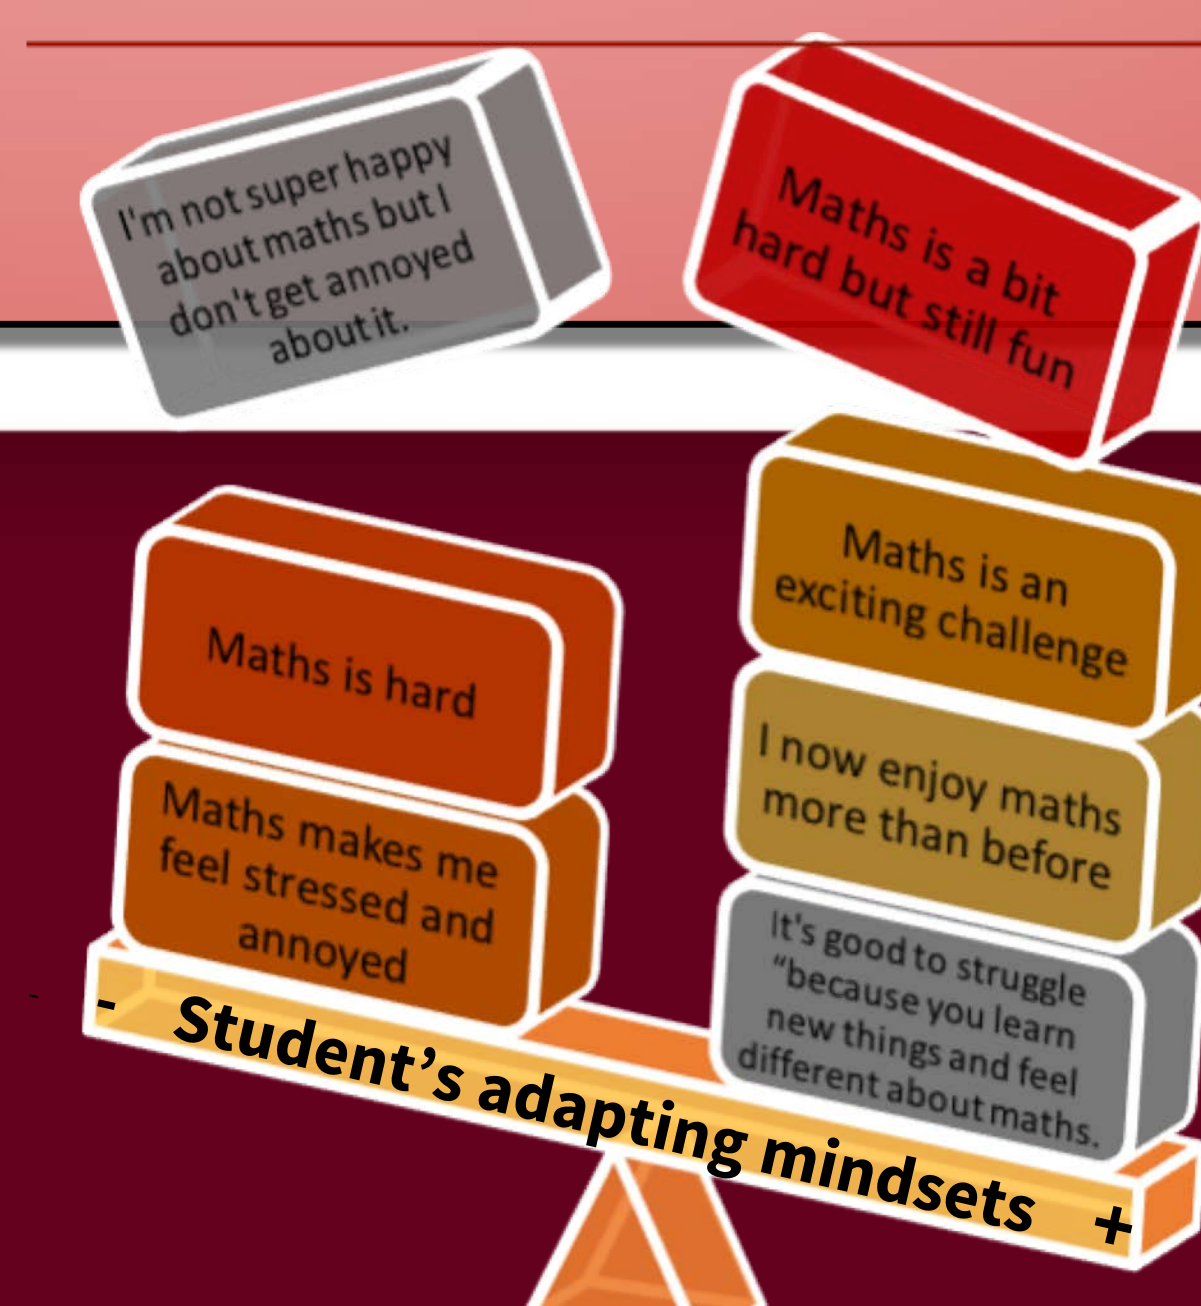 I'm not super happy
about maths but I
don't get annoyed
about it.
Maths is a bit
hard but still fun
Maths is hard
Maths makes me
feel stressed and
annoyed
Maths is an
exciting challenge
I now enjoy maths
more than before
It's good to struggle
“because you learn
new things and feel
different about maths.
-
- Student’s adapting mindsets +